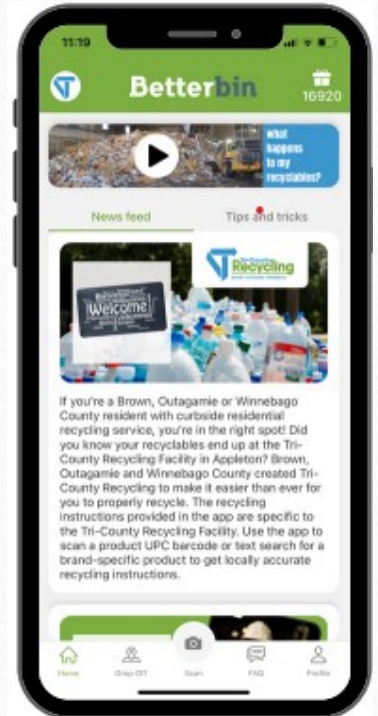 11:19
Betterbin
16920
what
happens
to my
recyclables?
News feed
Tips and tricks
Tri-County
Recycling
Welcome
If you're a Brown, Outagamie or Winnebago
County resident with curbside residential
recycling service, you're in the right spot! Did
you know your recyclables end up at the Tri-
County Recycling Facility in Appleton? Brown,
Outagamie and Winnebago County created Tri-
County Recycling to make it easier than ever for
you to properly recycle. The recycling
instructions provided in the app are specific to
the Tri-County Recycling Facility. Use the app to
scan a product UPC barcode or text search for a
brand-specific product to get locally accurate
recycling instructions.
Home
Drop Off
Scan
FAQ
Profile